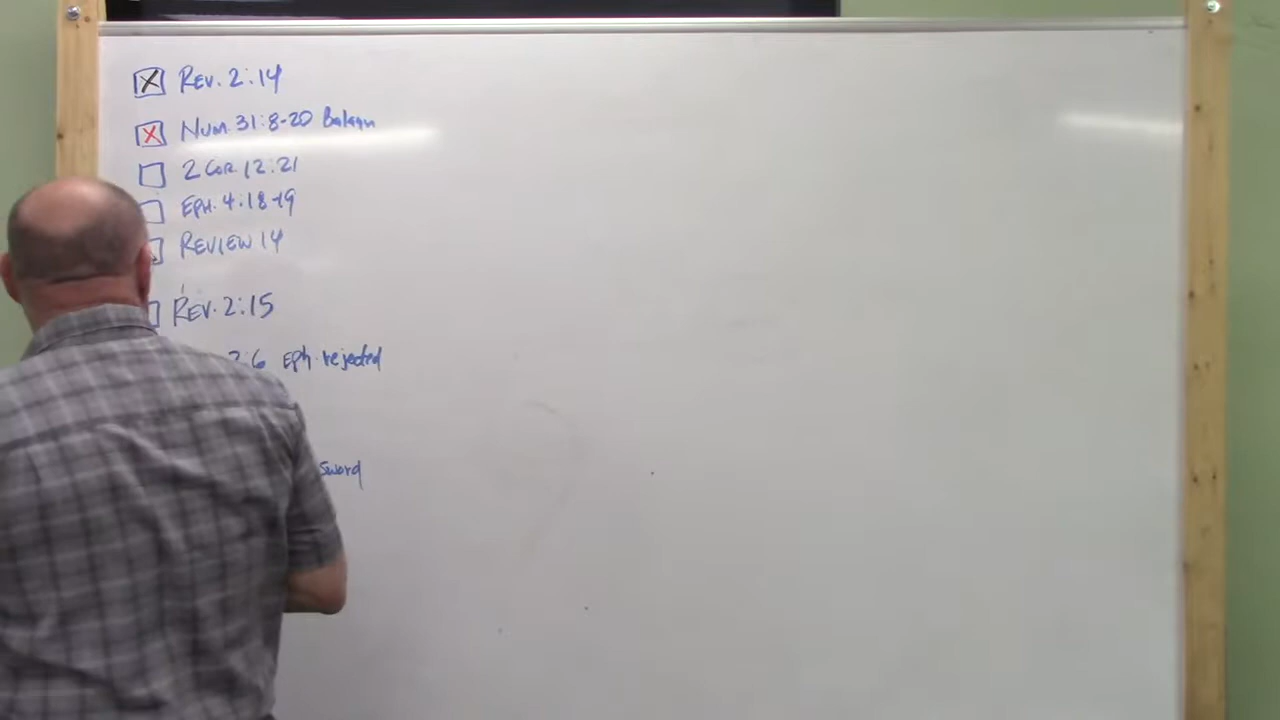 Rev. 2:14
Num. 31:8-20 Balaam
2 Cor. 12:21
Eph. 4:18-19
Review 14
Rev. 2:15
2:6 Eph. rejected
Sword